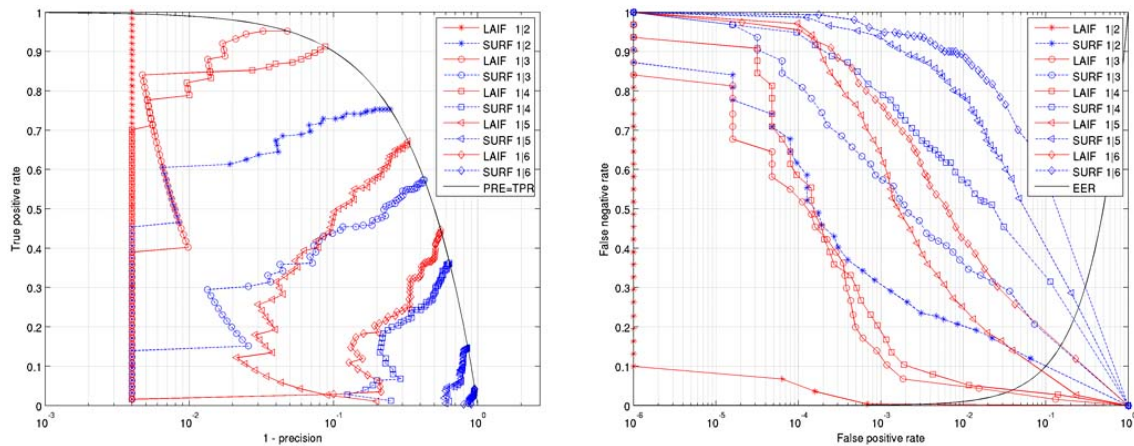 1
0.9
0.8
0.7
0.6
0.5
0.4
0.3
0.2
0.1
0
True positive rate
10⁻³
10⁻²
10⁻¹
10⁰
1 - precision
LAIF 1|2
SURF 1|2
LAIF 1|3
SURF 1|3
LAIF 1|4
SURF 1|4
LAIF 1|5
SURF 1|5
LAIF 1|6
SURF 1|6
PRE=TPR
1
0.9
0.8
0.7
0.6
0.5
0.4
0.3
0.2
0.1
0
False negative rate
10⁻⁶
10⁻⁵
10⁻⁴
10⁻³
10⁻²
10⁻¹
10⁰
False positive rate
LAIF 1|2
SURF 1|2
LAIF 1|3
SURF 1|3
LAIF 1|4
SURF 1|4
LAIF 1|5
SURF 1|5
LAIF 1|6
SURF 1|6
EER